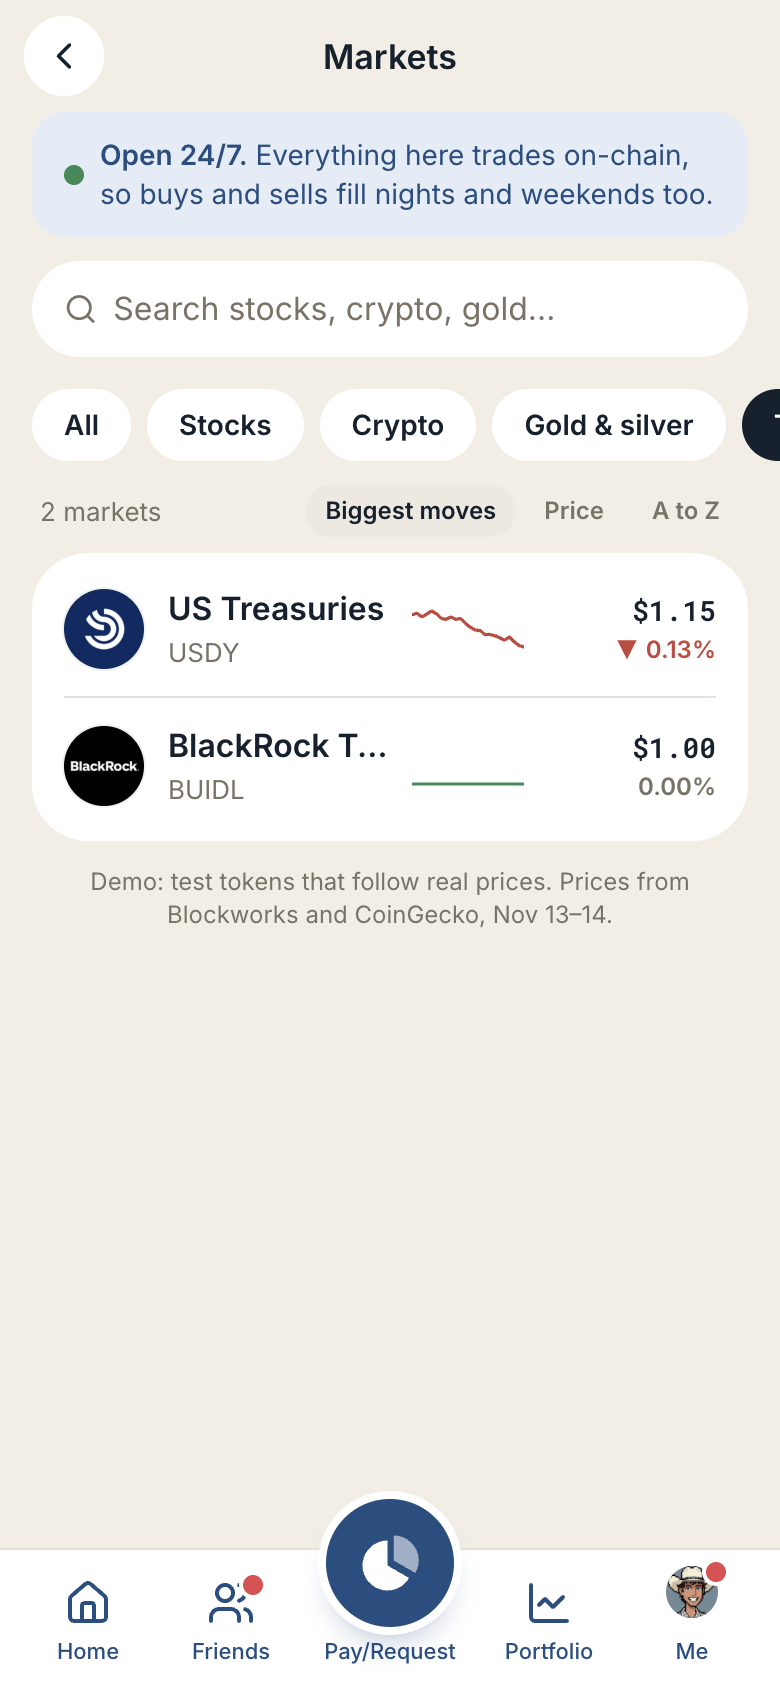 Markets
Open 24/7. Everything here trades on-chain,
so buys and sells fill nights and weekends too.
Search stocks, crypto, gold...
All
Stocks
Crypto
Gold & silver
2 markets
Biggest moves
Price
A to Z
US Treasuries
USDY
$1.15
▼ 0.13%
BlackRock
BlackRock T...
BUIDL
$1.00
0.00%
Demo: test tokens that follow real prices. Prices from
Blockworks and CoinGecko, Nov 13–14.
Home
Friends
Pay/Request
Portfolio
Me